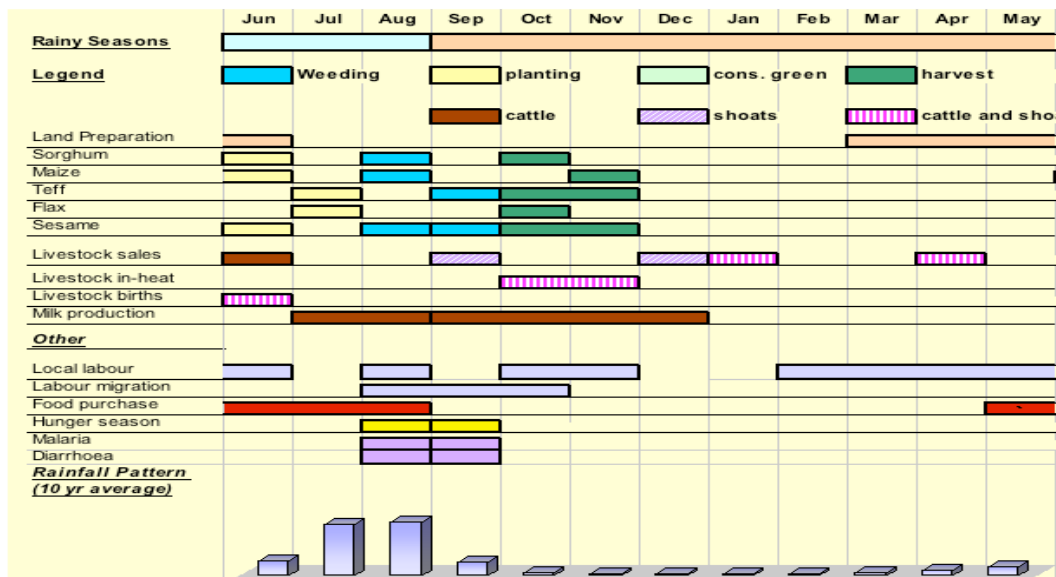 Jun Jul Aug Sep Oct Nov Dec Jan Feb Mar Apr May
Rainy Seasons
Legend Weeding planting cons. green harvest
cattle shoats cattle and sho
Land Preparation
Sorghum
Maize
Teff
Flax
Sesame
Livestock sales
Livestock in-heat
Livestock births
Milk production
Other
Local labour
Labour migration
Food purchase
Hunger season
Malaria
Diarrhoea
Rainfall Pattern
(10 yr average)